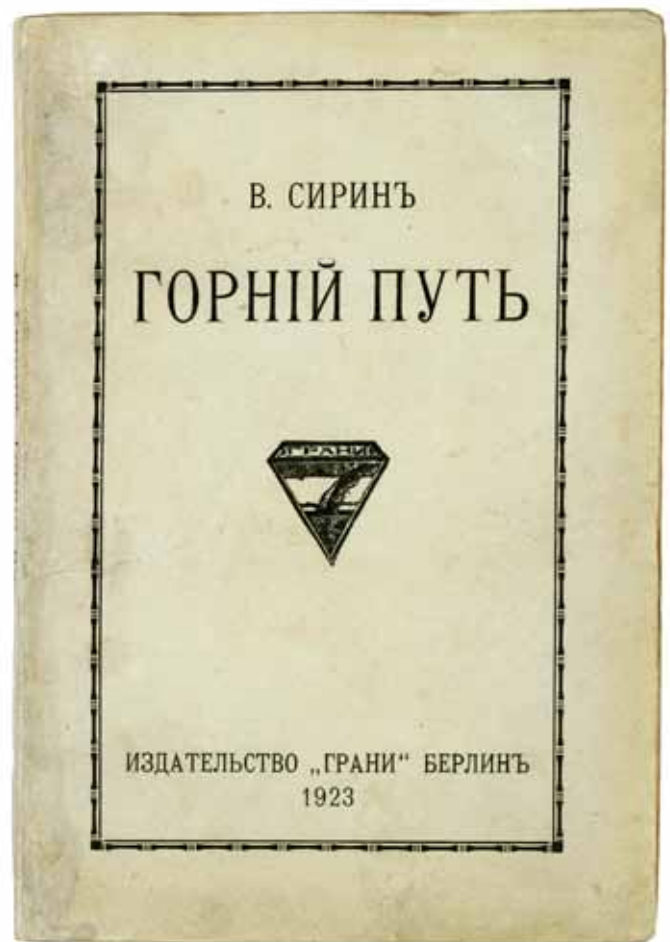 В. СИРИНЪ
ГОРНІЙ ПУТЬ
ГРАНИ
ИЗДАТЕЛЬСТВО „ГРАНИ“ БЕРЛИНЪ
1923